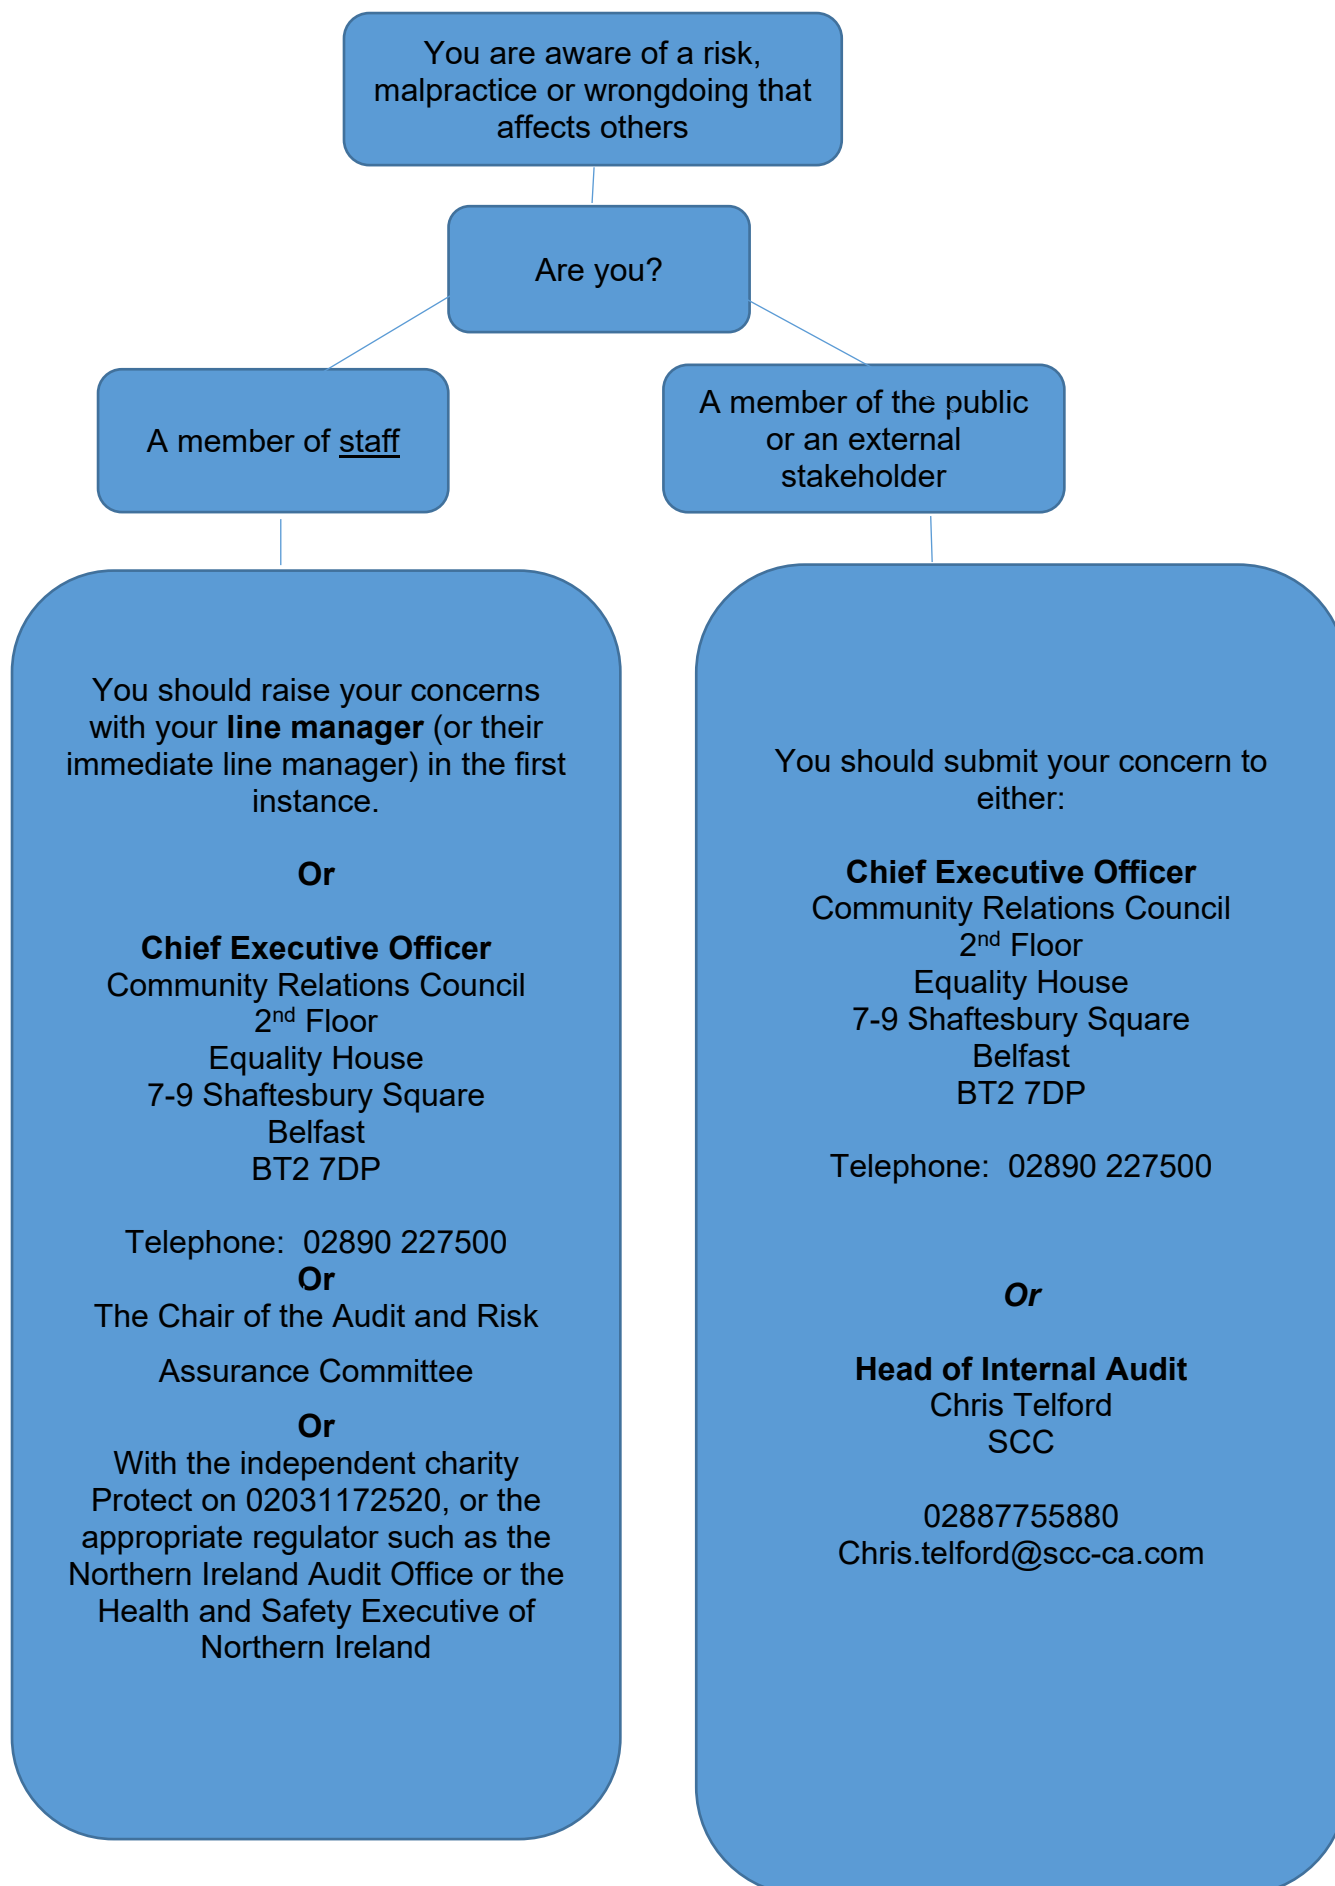 You are aware of a risk,
malpractice or wrongdoing that
affects others
Are you?
A member of staff
A member of the public
or an external
stakeholder
You should raise your concerns
with your line manager (or their
immediate line manager) in the first
instance.
Or
Chief Executive Officer
Community Relations Council
2nd Floor
Equality House
7-9 Shaftesbury Square
Belfast
BT2 7DP
Telephone:  02890 227500
Or
The Chair of the Audit and Risk
Assurance Committee
Or
With the independent charity
Protect on 02031172520, or the
appropriate regulator such as the
Northern Ireland Audit Office or the
Health and Safety Executive of
Northern Ireland
You should submit your concern to
either:
Chief Executive Officer
Community Relations Council
2nd Floor
Equality House
7-9 Shaftesbury Square
Belfast
BT2 7DP
Telephone:  02890 227500
Or
Head of Internal Audit
Chris Telford
SCC
02887755880
Chris.telford@scc-ca.com